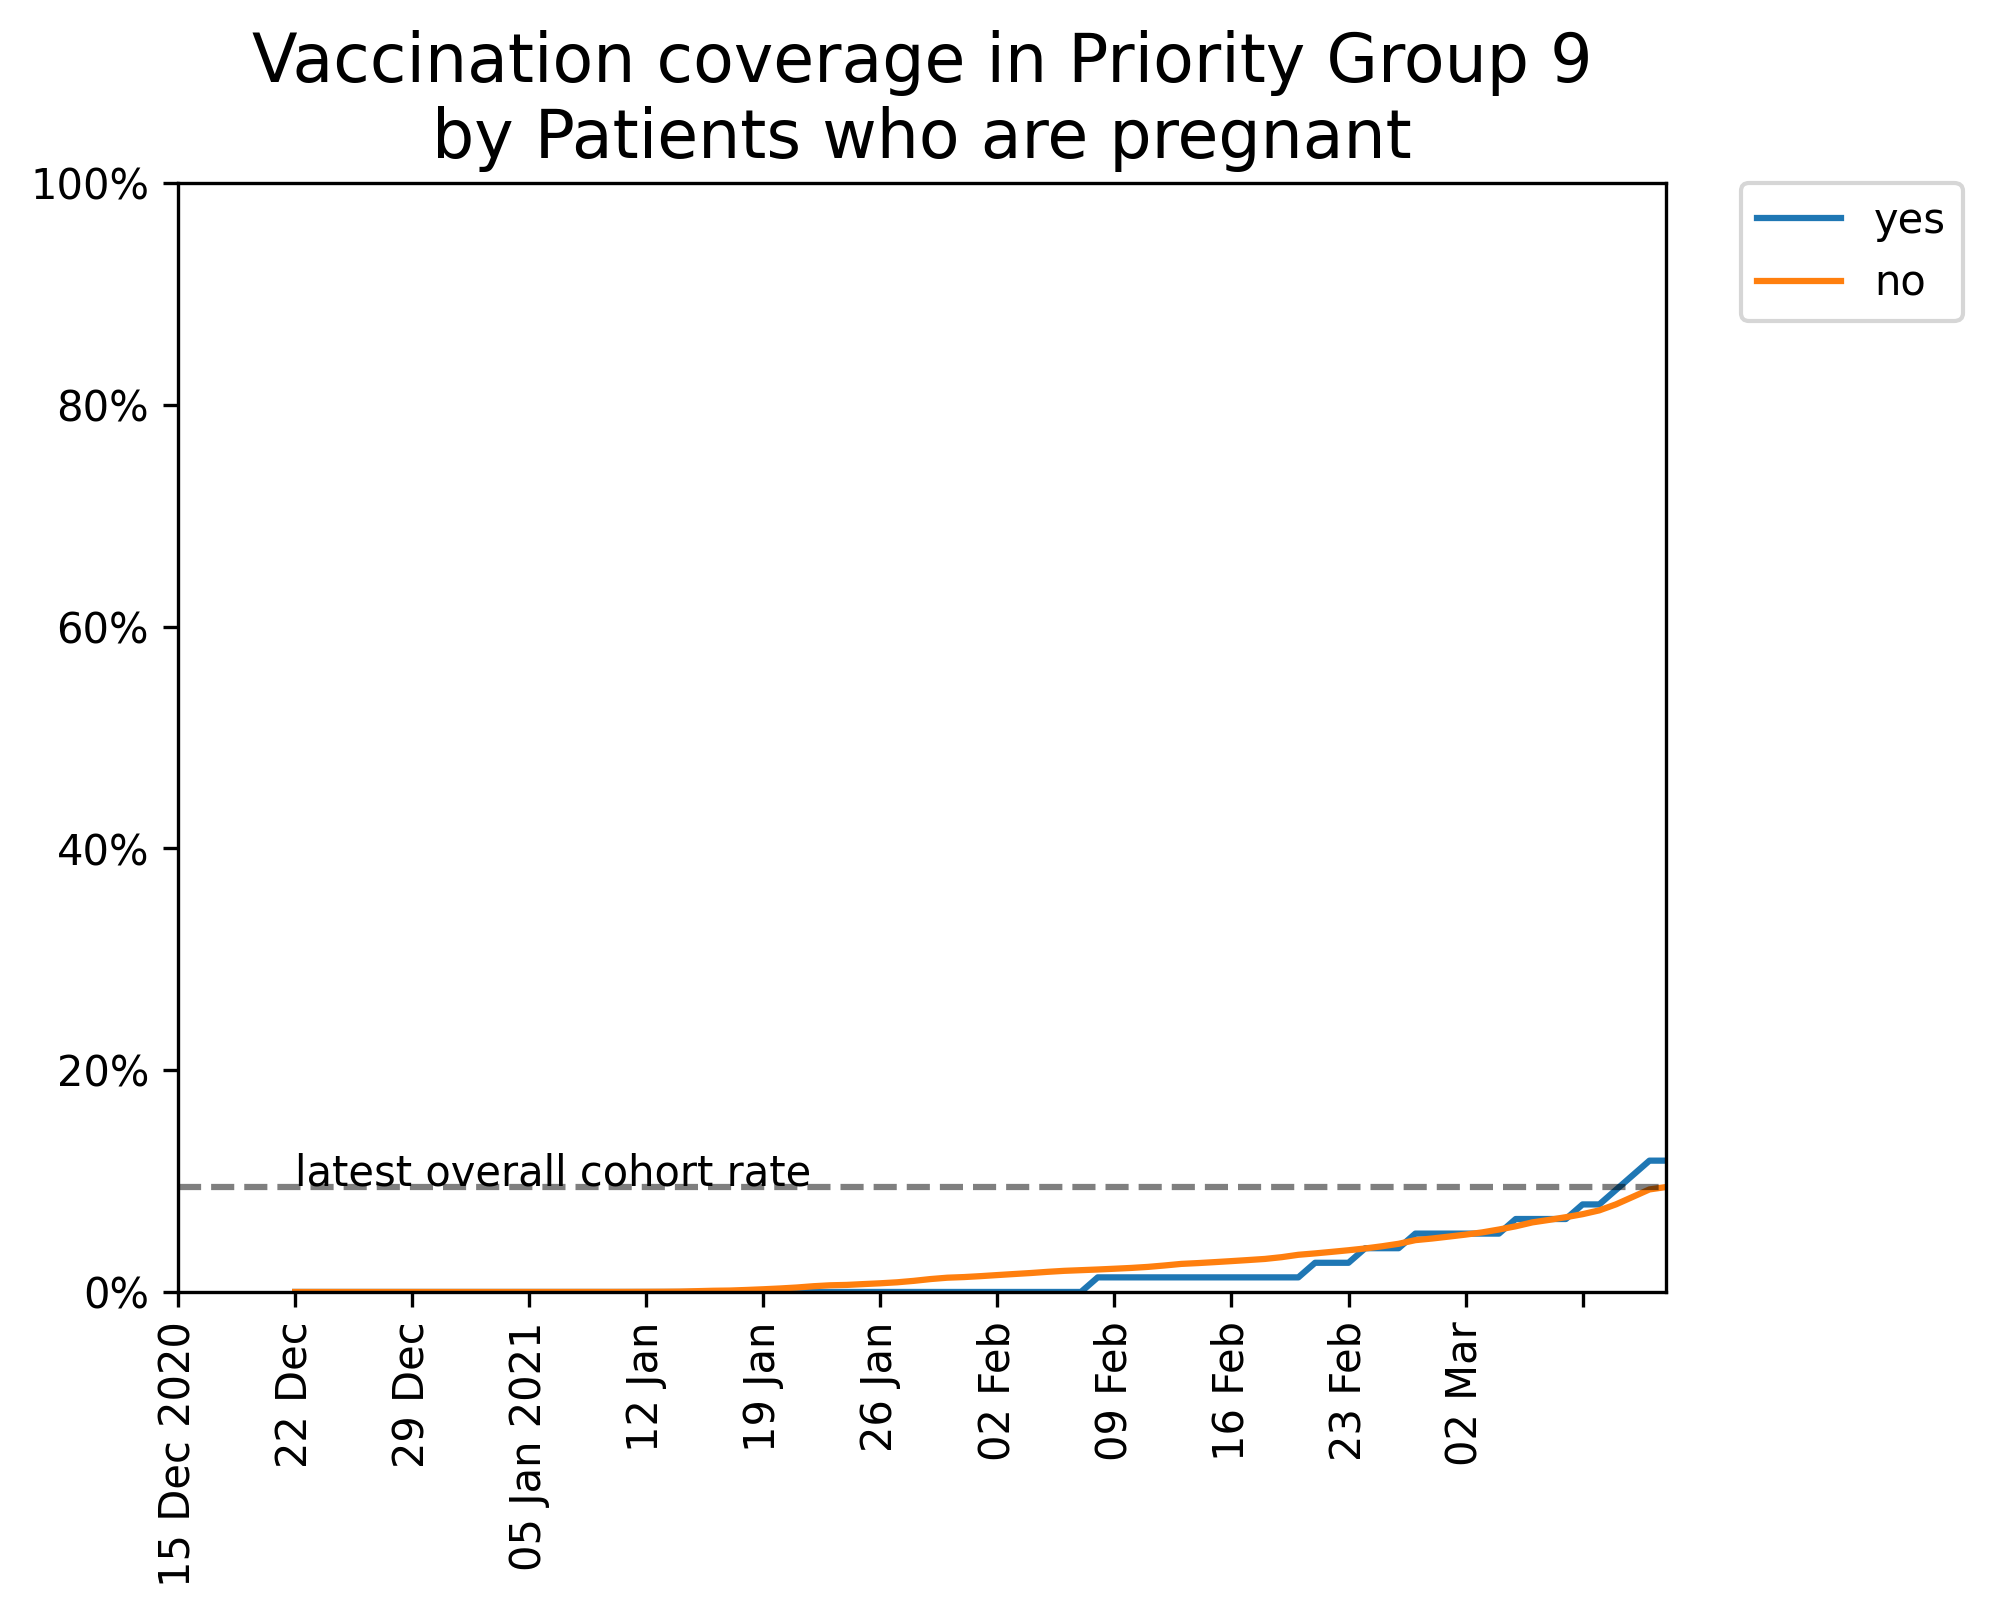 Vaccination coverage in Priority Group 9
by Patients who are pregnant
100%
80%
60%
40%
20%
0%
latest overall cohort rate
yes
no
15 Dec 2020
22 Dec
29 Dec
05 Jan 2021
12 Jan
19 Jan
26 Jan
02 Feb
09 Feb
16 Feb
23 Feb
02 Mar